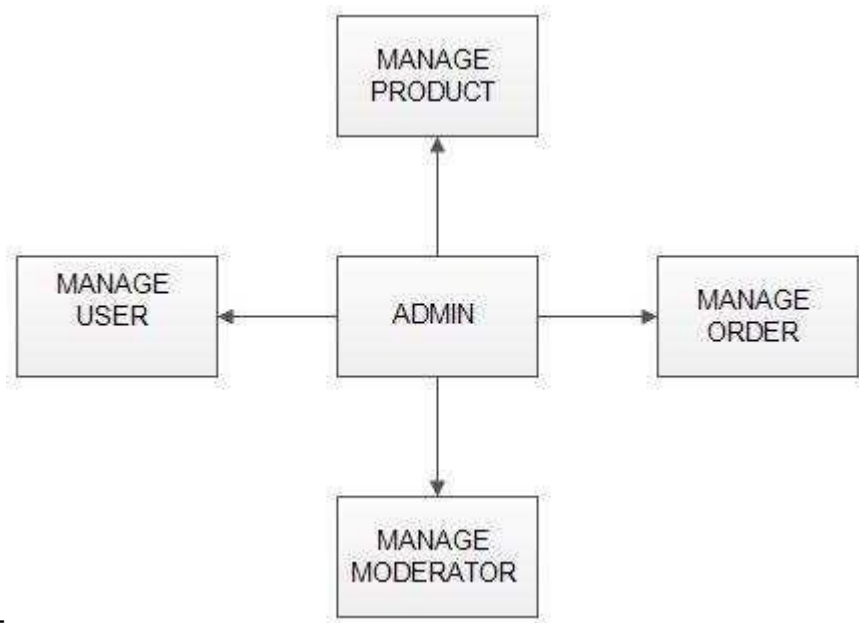 MANAGE
PRODUCT
MANAGE
USER
ADMIN
MANAGE
ORDER
MANAGE
MODERATOR